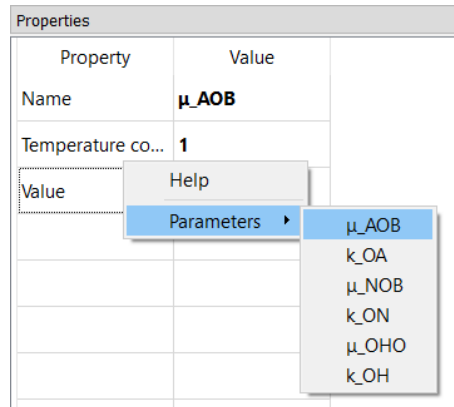 Properties
Property Value
Name μ_AOB
Temperature co... 1
Value
Help
Parameters
μ_AOB
k_OA
μ_NOB
k_ON
μ_OHO
k_OH